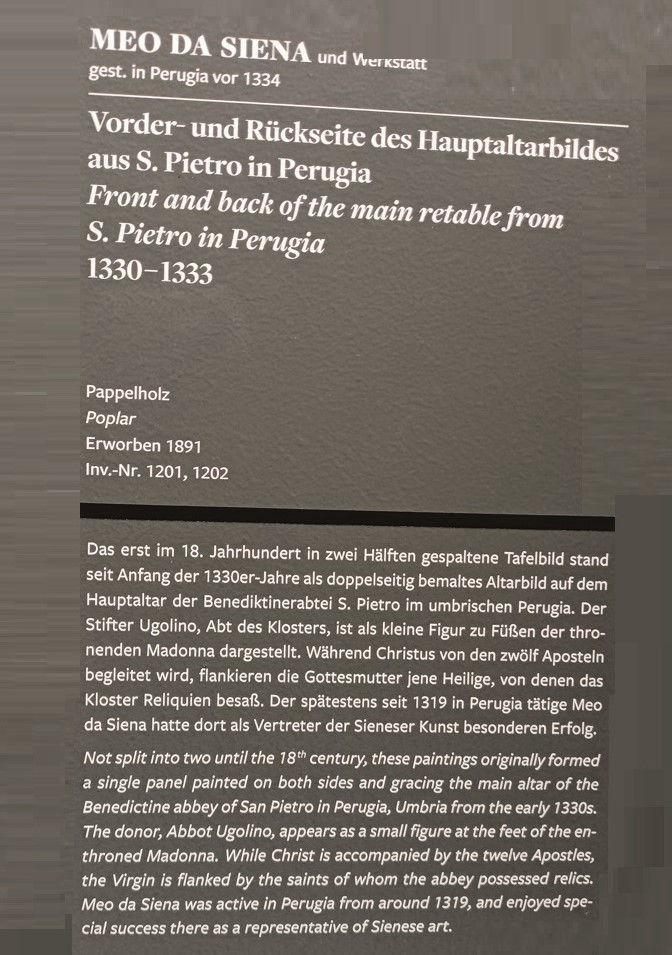 MEO DA SIENA und Werkstatt
gest. in Perugia vor 1334
Vorder- und Rückseite des Hauptaltarbildes
aus S. Pietro in Perugia
Front and back of the main retable from
S. Pietro in Perugia
1330–1333
Pappelholz
Poplar
Erworben 1891
Inv.-Nr. 1201, 1202
Das erst im 18. Jahrhundert in zwei Hälften gespaltene Tafelbild stand
seit Anfang der 1330er-Jahre als doppelseitig bemaltes Altarbild auf dem
Hauptaltar der Benediktinerabtei S. Pietro im umbrischen Perugia. Der
Stifter Ugolino, Abt des Klosters, ist als kleine Figur zu Füßen der thro-
nenden Madonna dargestellt. Während Christus von den zwölf Aposteln
begleitet wird, flankieren die Gottesmutter jene Heilige, von denen das
Kloster Reliquien besaß. Der spätestens seit 1319 in Perugia tätige Meo
da Siena hatte dort als Vertreter der Sieneser Kunst besonderen Erfolg.
Not split into two until the 18th century, these paintings originally formed
a single panel painted on both sides and gracing the main altar of the
Benedictine abbey of San Pietro in Perugia, Umbria from the early 1330s.
The donor, Abbot Ugolino, appears as a small figure at the feet of the en-
throned Madonna. While Christ is accompanied by the twelve Apostles,
the Virgin is flanked by the saints of whom the abbey possessed relics.
Meo da Siena was active in Perugia from around 1319, and enjoyed spe-
cial success there as a representative of Sienese art.